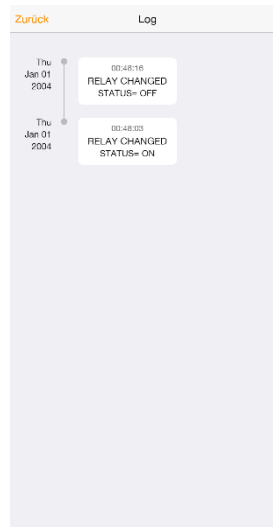 Zurück Log
Thu
Jan 01
2004
00:48:16
RELAY CHANGED
STATUS= OFF
Thu
Jan 01
2004
00:48:03
RELAY CHANGED
STATUS= ON